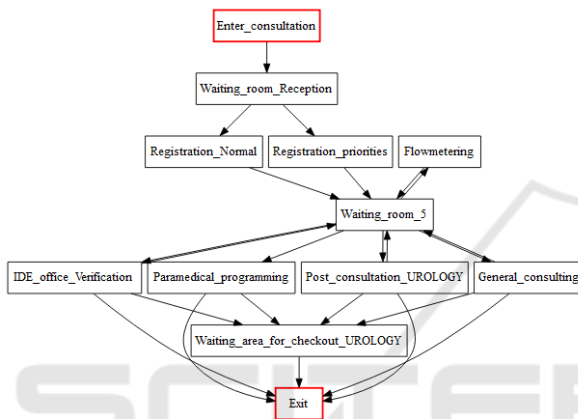 Enter_consultation
Waiting_room_Reception
Registration_Normal
Registration_priorities
Flowmetering
Waiting_room_5
IDE_office_Verification
Paramedical_programming
Post_consultation_UROLOGY
General_consulting
Waiting_area_for_checkout_UROLOGY
Exit